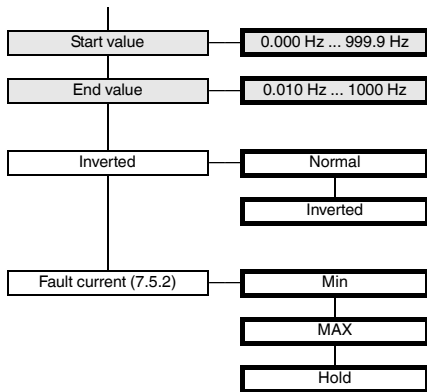 Start value 0.000 Hz ... 999.9 Hz
End value 0.010 Hz ... 1000 Hz
Inverted Normal
Inverted
Fault current (7.5.2) Min
MAX
Hold